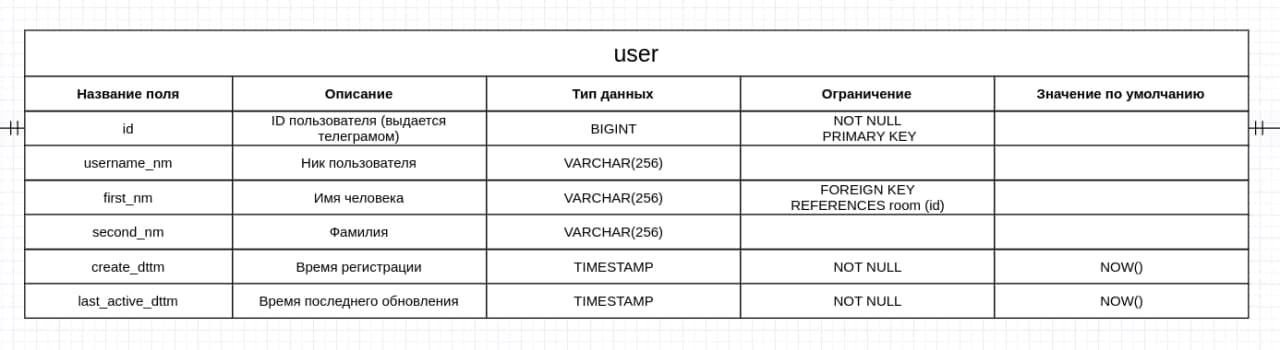 user
Название поля Описание Тип данных Ограничение Значение по умолчанию
id ID пользователя (выдается телеграмом) BIGINT NOT NULL PRIMARY KEY
username_nm Ник пользователя VARCHAR(256)
first_nm Имя человека VARCHAR(256) FOREIGN KEY REFERENCES room (id)
second_nm Фамилия VARCHAR(256)
create_dttm Время регистрации TIMESTAMP NOT NULL NOW()
last_active_dttm Время последнего обновления TIMESTAMP NOT NULL NOW()